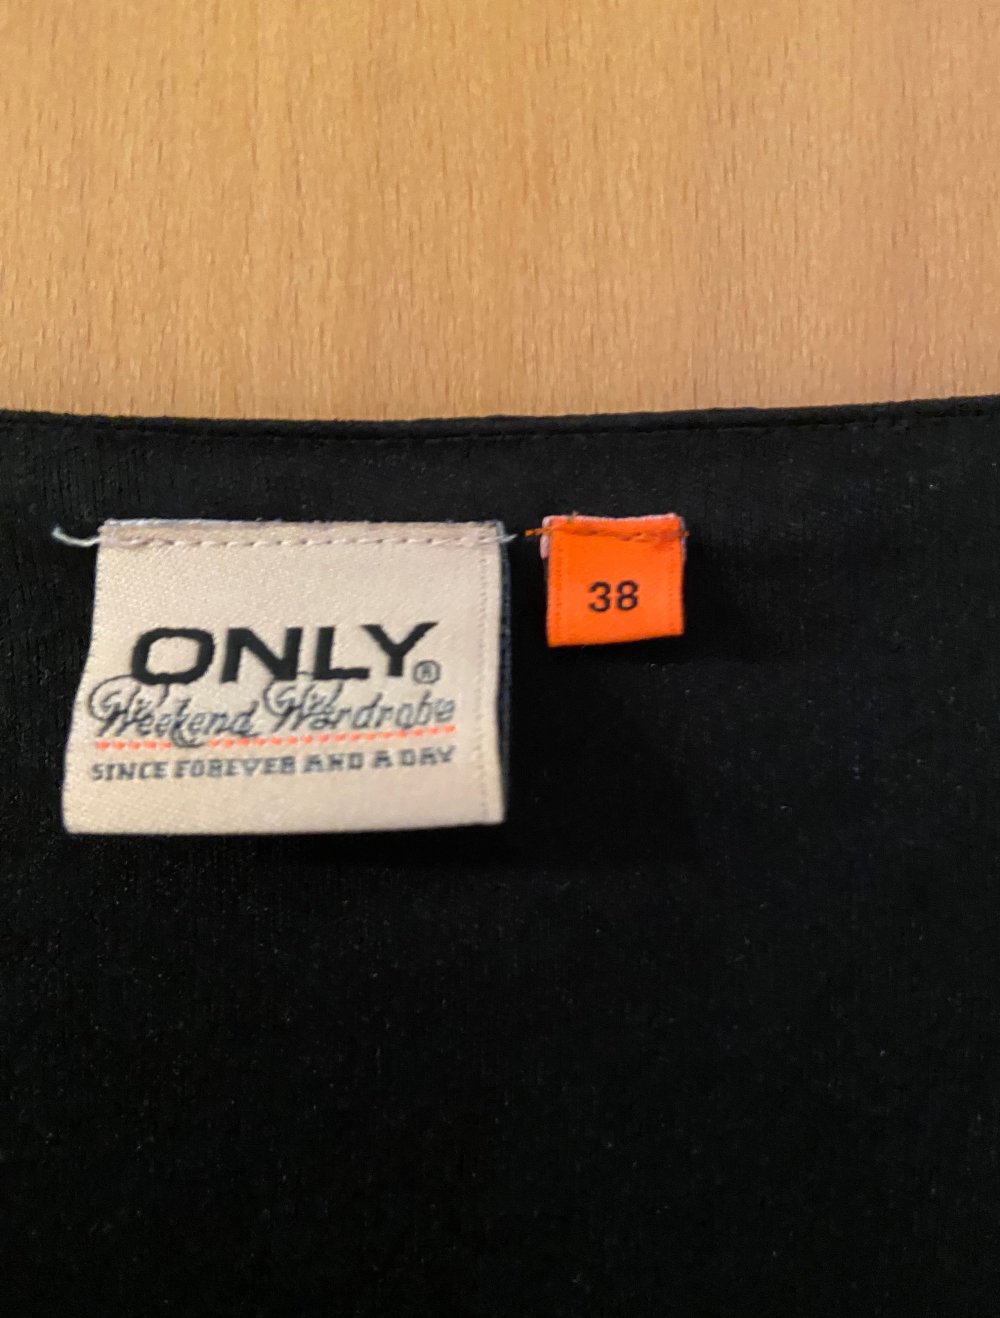 ONLY®
Weekend Wardrobe
SINCE FOREVER AND A DAY
38